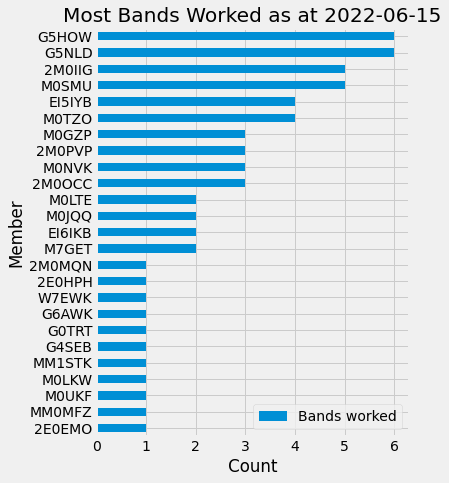 Most Bands Worked as at 2022-06-15
G5HOW
G5NLD
2M0IIG
M0SMU
EI5IYB
M0TZO
M0GZP
2M0PVP
M0NVK
2M0OCC
M0LTE
M0JQQ
EI6IKB
M7GET
2M0MQN
2E0HPH
W7EWK
G6AWK
G0TRT
G4SEB
MM1STK
M0LKW
M0UKF
MM0MFZ
2E0EMO
Member
Bands worked
0 1 2 3 4 5 6
Count